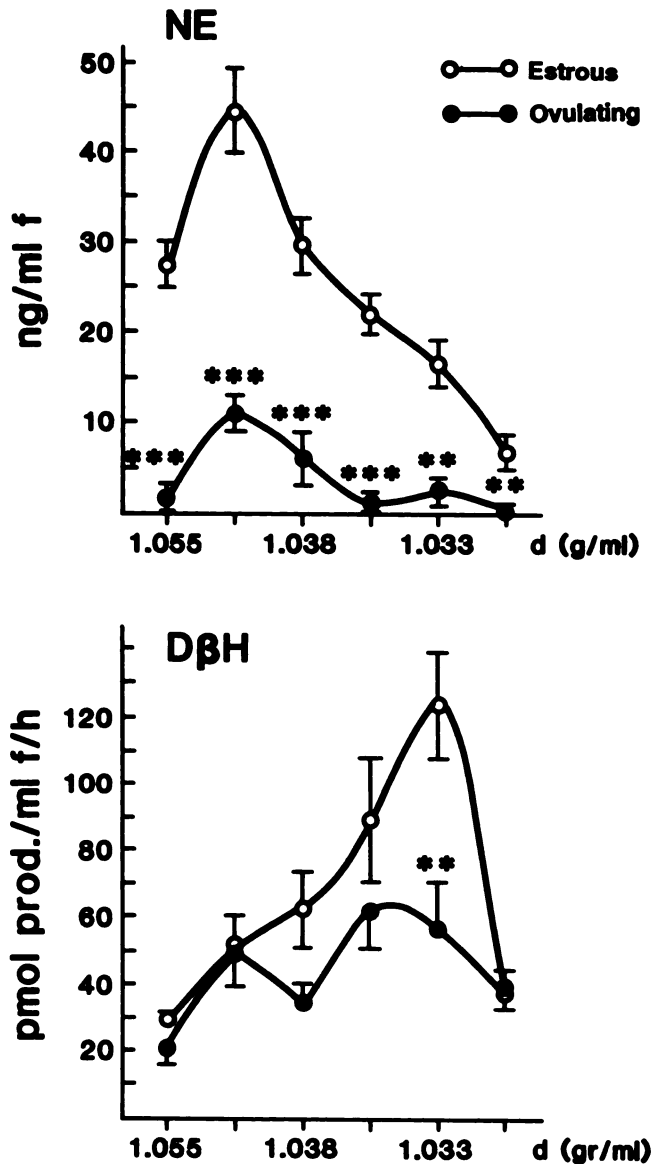 NE
Estrous
Ovulating
50
40
30
20
10
ng/ml f
***
***
***
***
**
**
1.055 1.038 1.033 d (g/ml)
DβH
120
100
80
60
40
20
pmol prod./ml f/h
**
1.055 1.038 1.033 d (gr/ml)